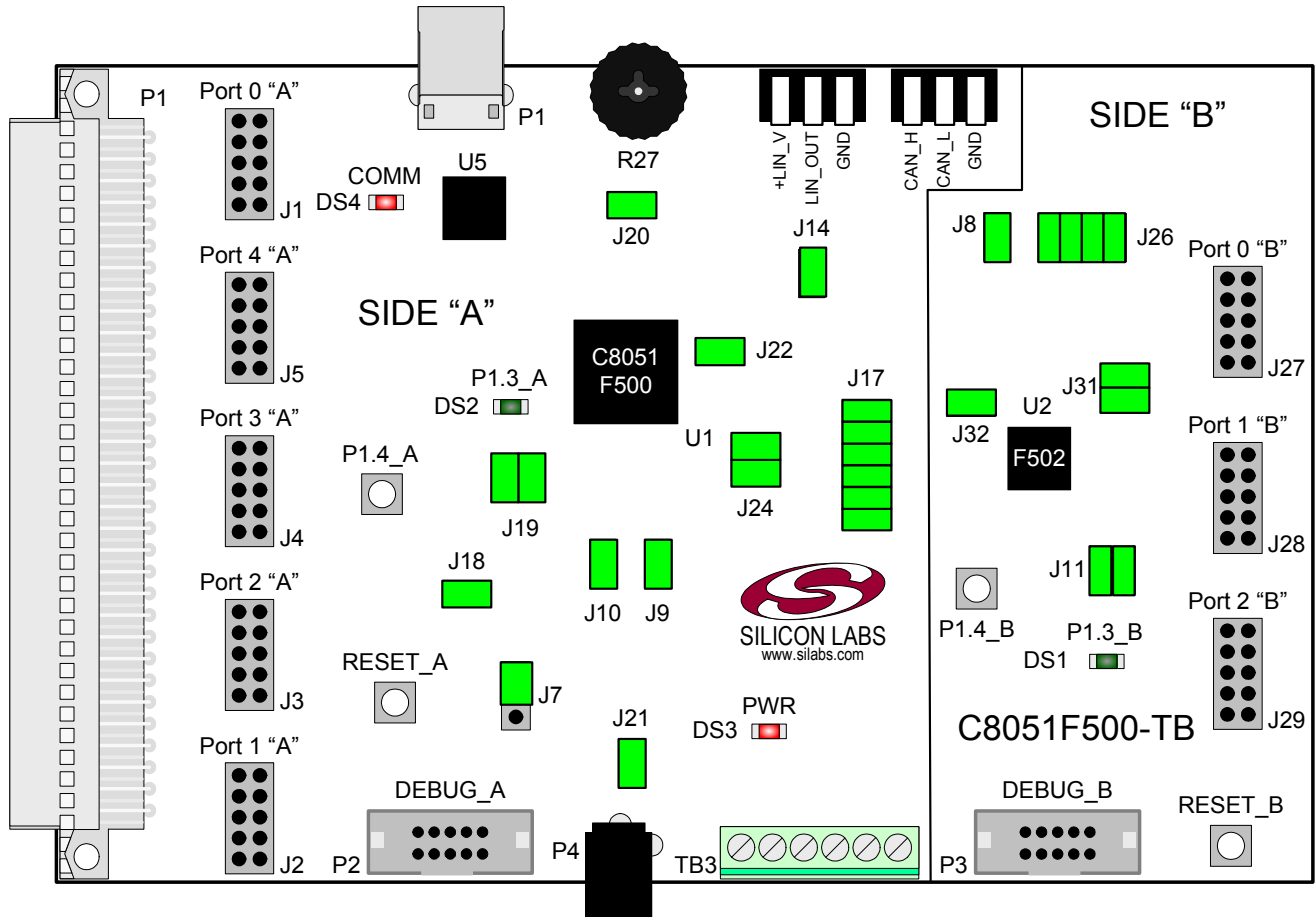 P1
Port 0 “A”
J1
P1
U5
COMM
DS4
R27
J20
+LIN_V
LIN_OUT
GND
CAN_H
CAN_L
GND
SIDE “B”
J14
J8
J26
Port 0 “B”
J27
Port 4 “A”
J5
SIDE “A”
C8051
F500
J22
P1.3_A
DS2
J17
J31
J32
U2
F502
U1
J24
Port 3 “A”
J4
P1.4_A
J19
Port 1 “B”
J28
J18
J10
J9
SILICON LABS
www.silabs.com
J11
P1.4_B
P1.3_B
DS1
Port 2 “A”
J3
RESET_A
J7
J21
PWR
DS3
Port 2 “B”
J29
C8051F500-TB
Port 1 “A”
J2
DEBUG_A
P2
P4
TB3
DEBUG_B
P3
RESET_B